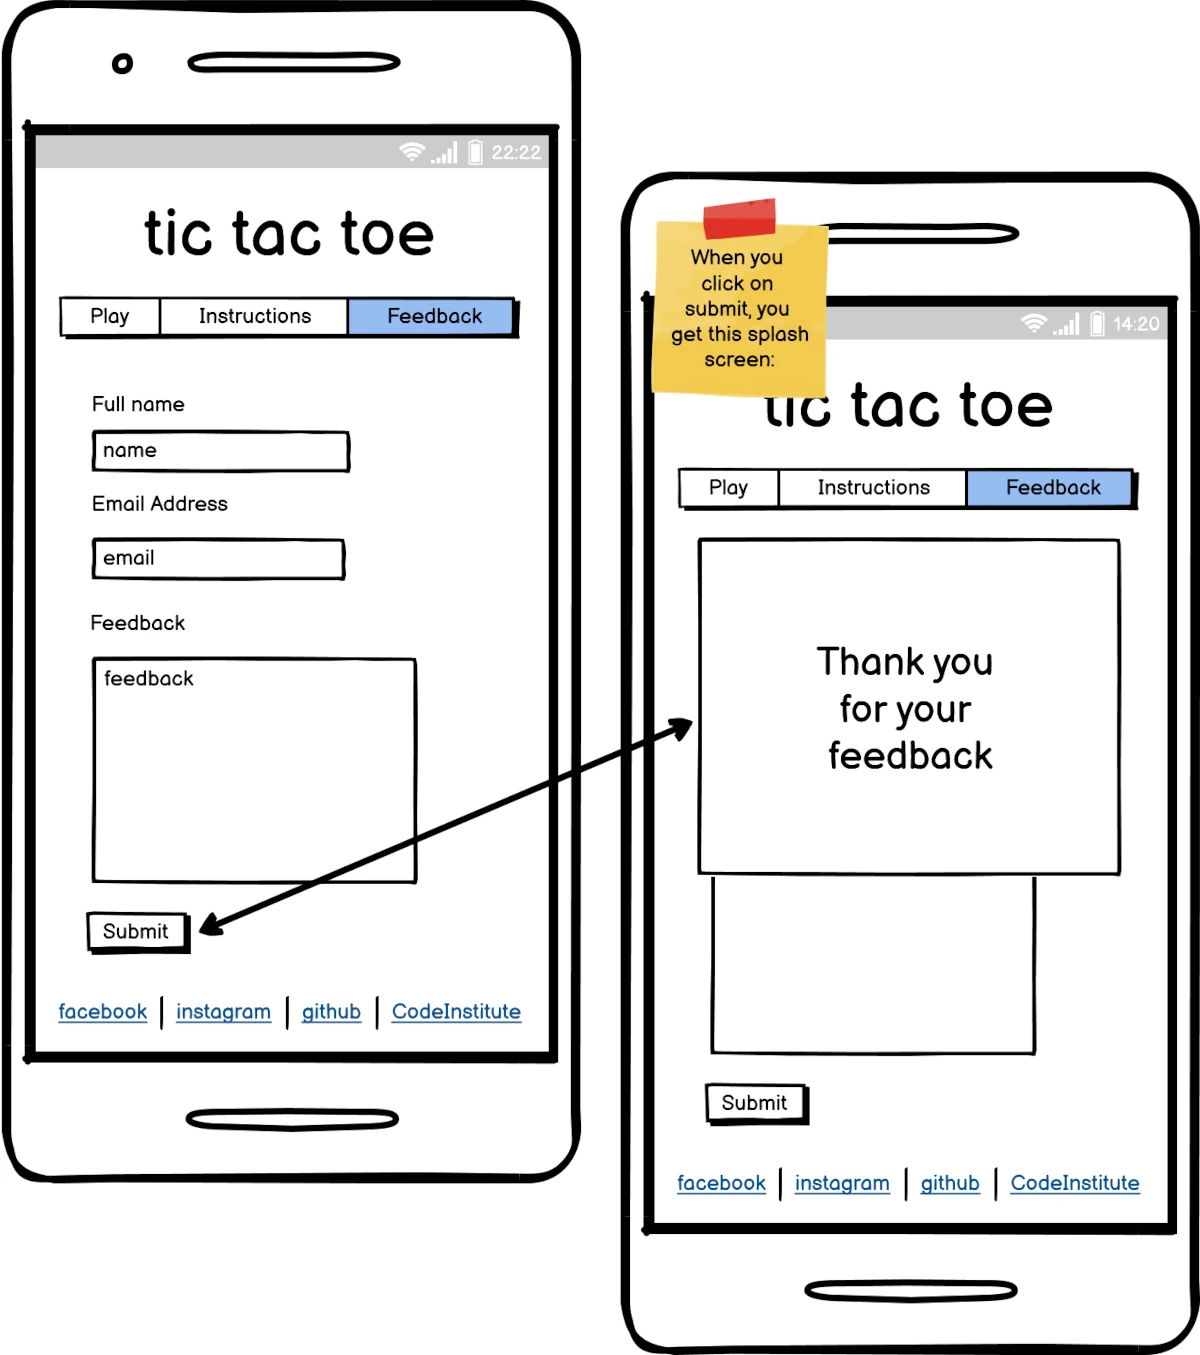 22:22
tic tac toe
Play Instructions Feedback
Full name
name
Email Address
email
Feedback
feedback
Submit
facebook instagram github CodeInstitute
When you
click on
submit, you
get this splash
screen:
14:20
tic tac toe
Play Instructions Feedback
Thank you
for your
feedback
Submit
facebook instagram github CodeInstitute